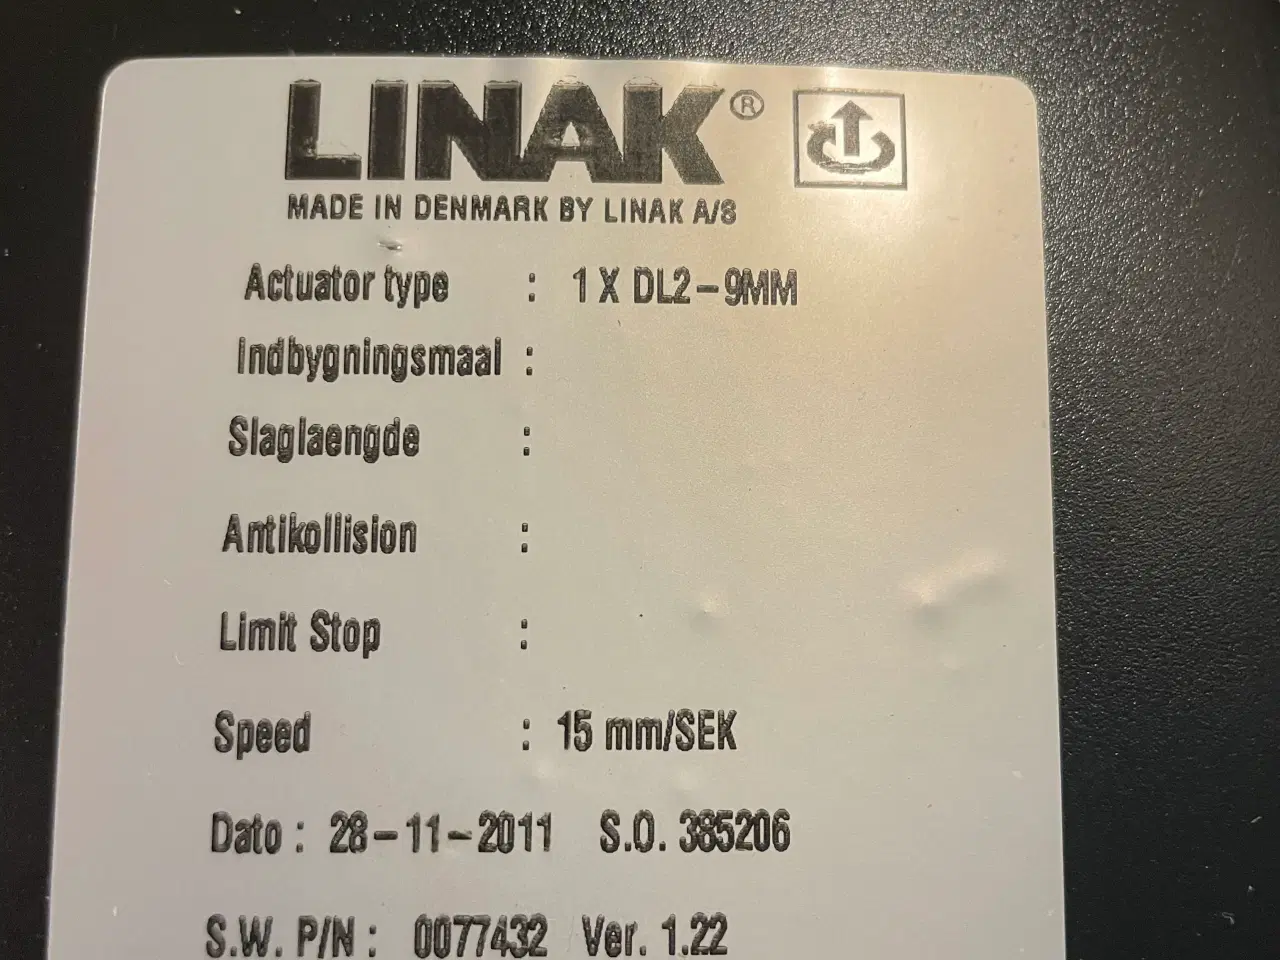 LINAK®
MADE IN DENMARK BY LINAK A/S
Actuator type : 1 X DL2-9MM
Indbygningsmaal :
Slaglaengde :
Antikollision :
Limit Stop :
Speed : 15 mm/SEK
Dato : 28-11-2011 S.O. 385206
S.W. P/N : 0077432 Ver. 1.22